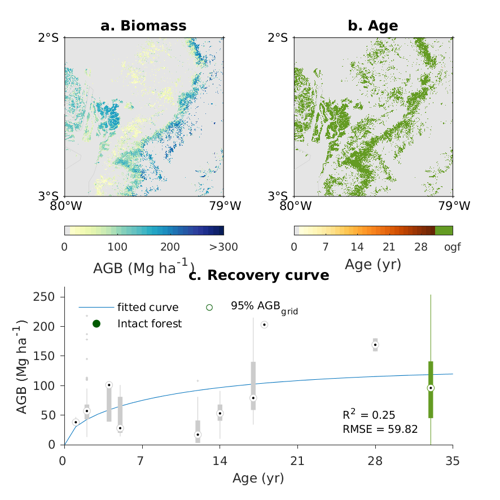 a. Biomass
b. Age
2°S
2°S
3°S
3°S
80°W
79°W
80°W
79°W
0 100 200 >300
0 7 14 21 28 ogf
AGB (Mg ha⁻¹)
Age (yr)
c. Recovery curve
fitted curve
95% AGB_grid
Intact forest
250
200
150
100
50
0
AGB (Mg ha⁻¹)
R² = 0.25
RMSE = 59.82
0 7 14 21 28 35
Age (yr)